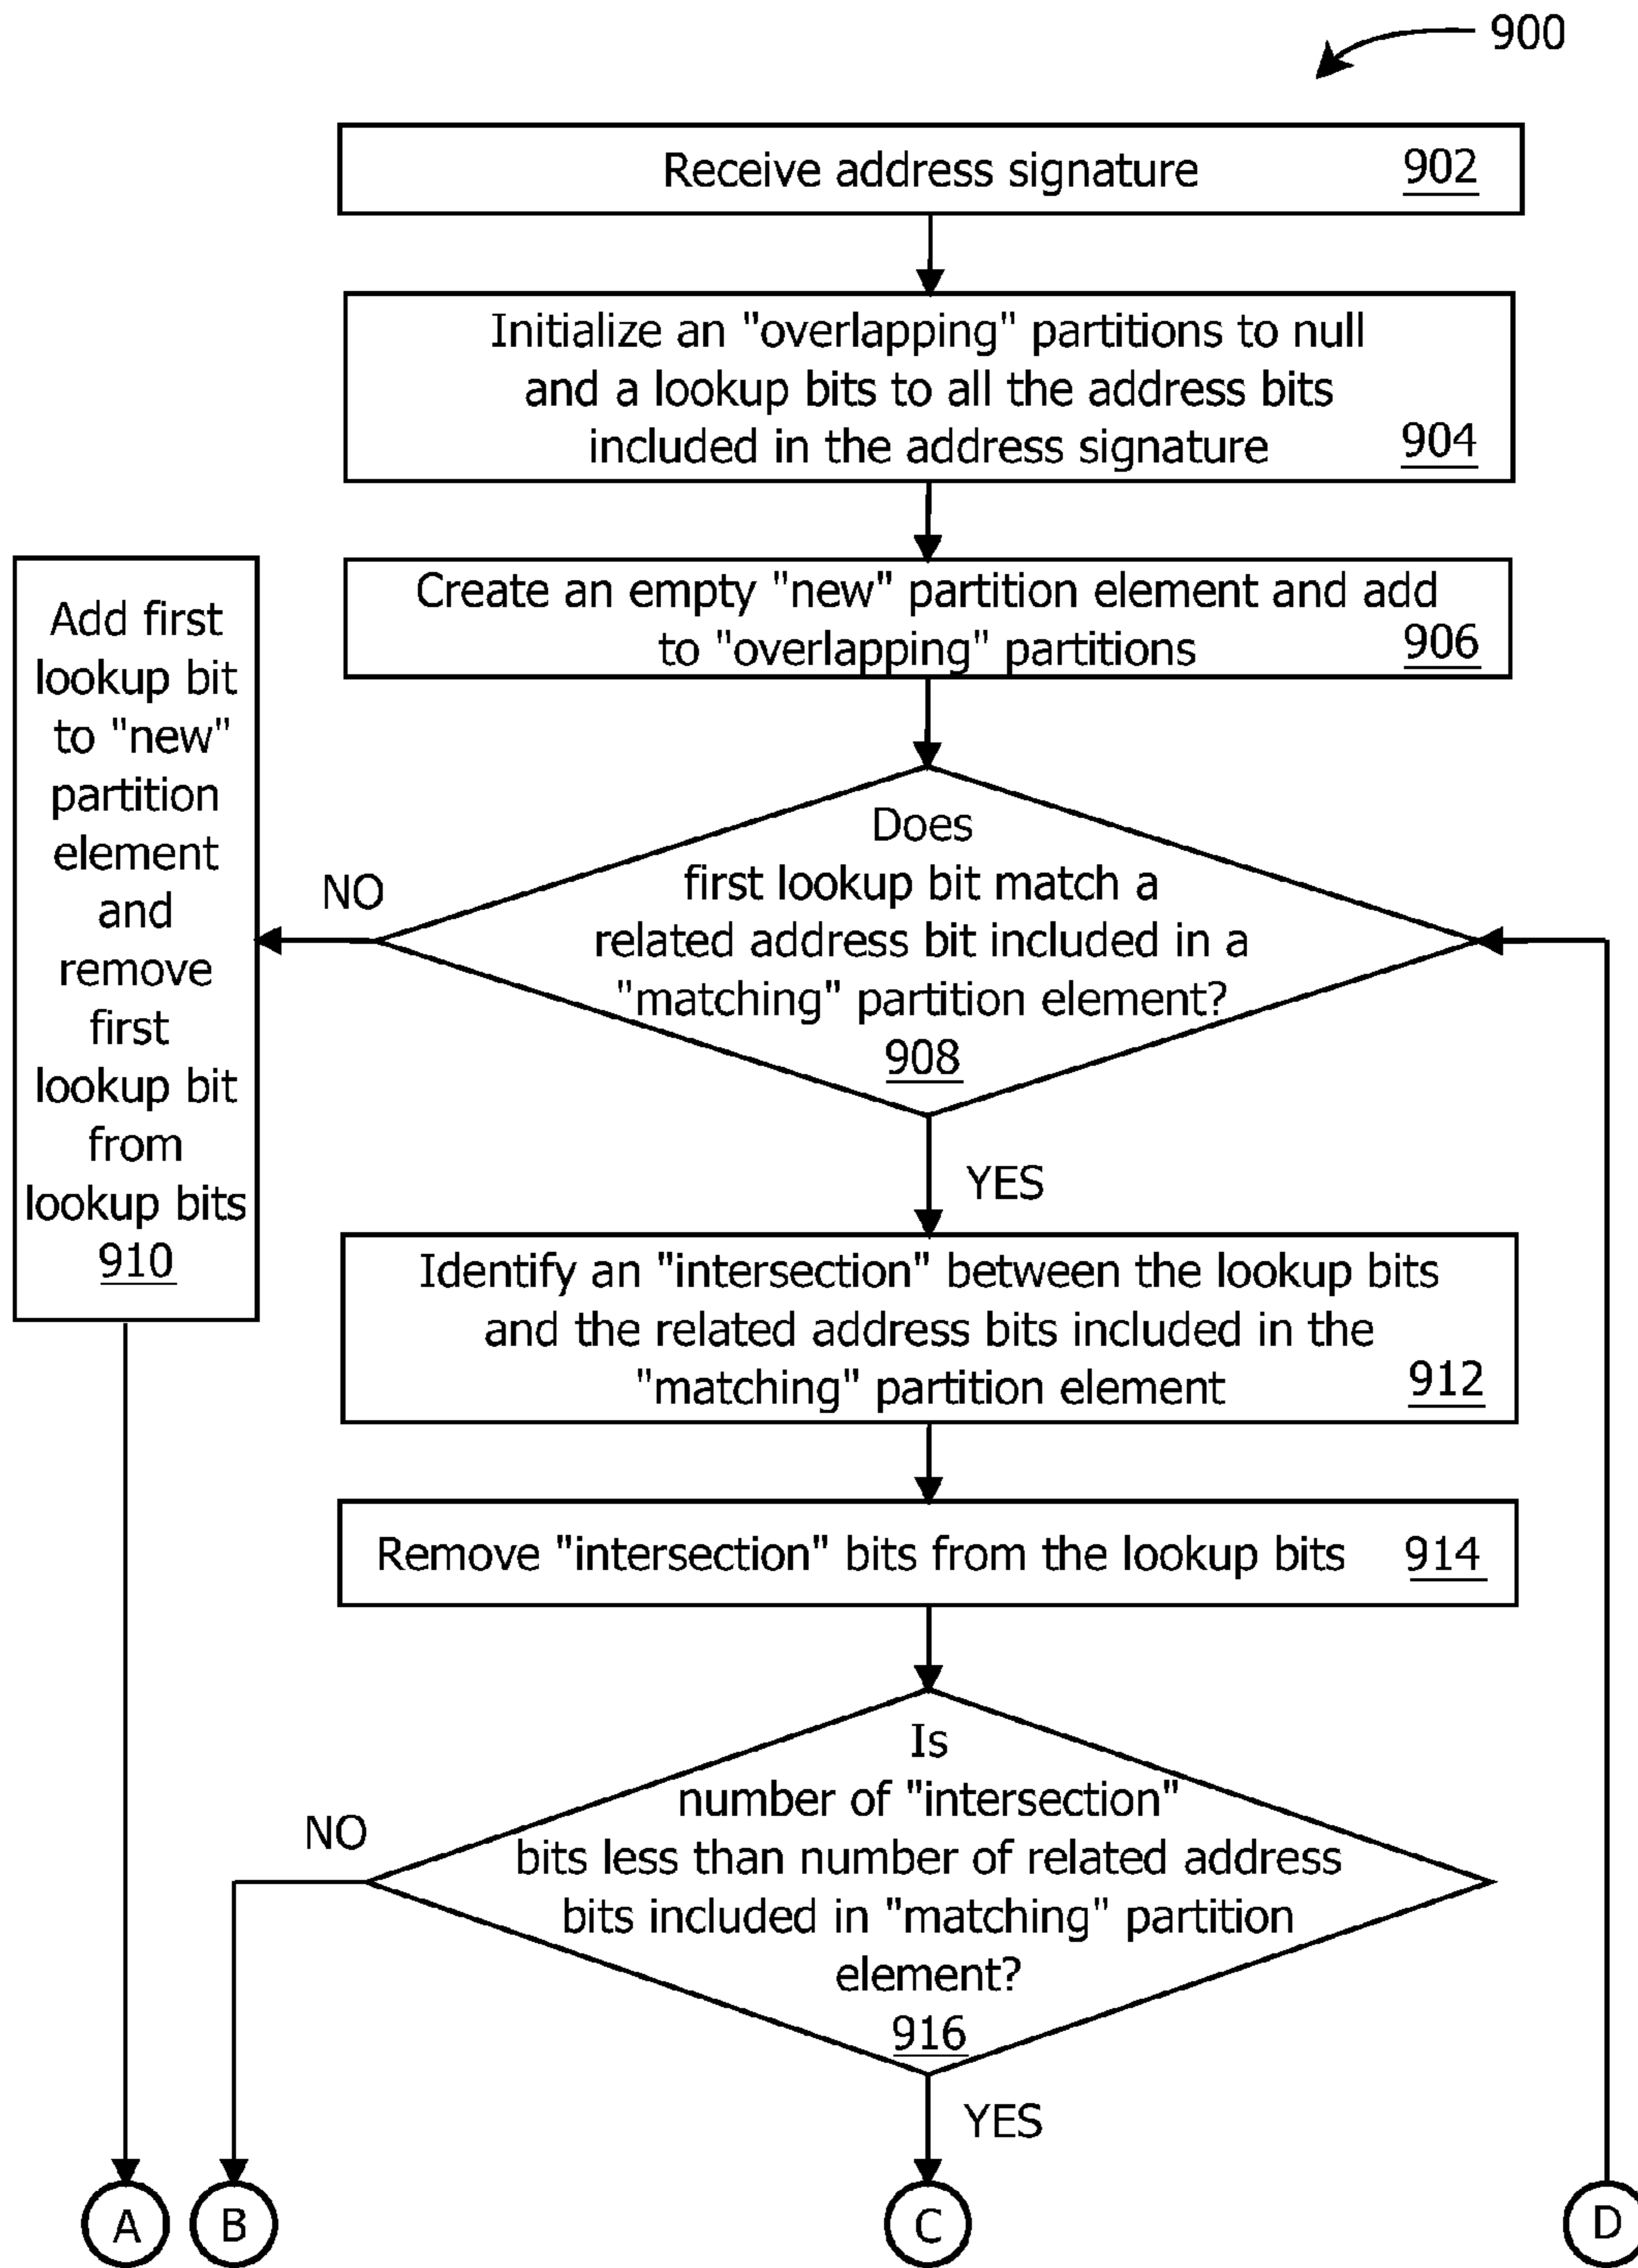 900
Receive address signature 902
Initialize an "overlapping" partitions to null
and a lookup bits to all the address bits
included in the address signature 904
Create an empty "new" partition element and add
to "overlapping" partitions 906
Does
first lookup bit match a
related address bit included in a
"matching" partition element?
908
NO
YES
Add first
lookup bit
to "new"
partition
element
and
remove
first
lookup bit
from
lookup bits
910
Identify an "intersection" between the lookup bits
and the related address bits included in the
"matching" partition element 912
Remove "intersection" bits from the lookup bits 914
Is
number of "intersection"
bits less than number of related address
bits included in "matching" partition
element?
916
NO
YES
A
B
C
D